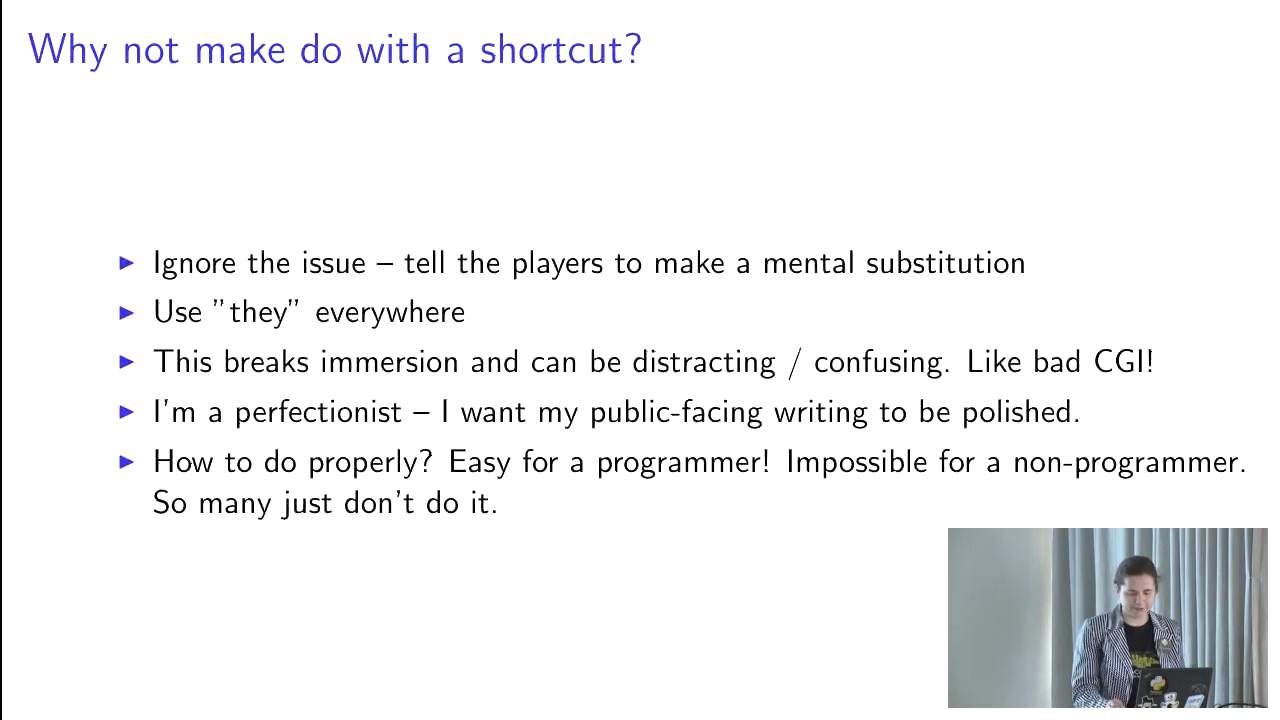 Why not make do with a shortcut?
Ignore the issue – tell the players to make a mental substitution
Use ”they” everywhere
This breaks immersion and can be distracting / confusing. Like bad CGI!
I'm a perfectionist – I want my public-facing writing to be polished.
How to do properly? Easy for a programmer! Impossible for a non-programmer.
So many just don't do it.